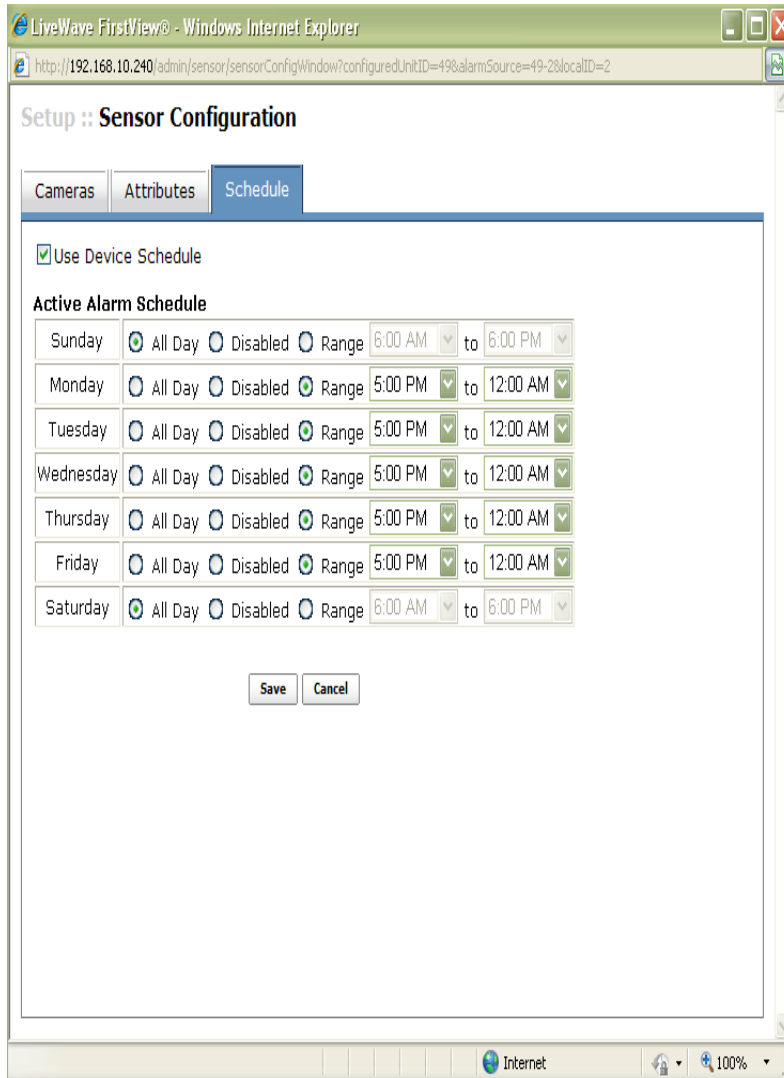 LiveWave FirstView® - Windows Internet Explorer
http://192.168.10.240/admin/sensor/sensorConfigWindow?configuredUnitID=49&alarmSource=49-2&localID=2
Setup :: Sensor Configuration
Cameras Attributes Schedule
Use Device Schedule
Active Alarm Schedule
Sunday All Day Disabled Range 6:00 AM to 6:00 PM
Monday All Day Disabled Range 5:00 PM to 12:00 AM
Tuesday All Day Disabled Range 5:00 PM to 12:00 AM
Wednesday All Day Disabled Range 5:00 PM to 12:00 AM
Thursday All Day Disabled Range 5:00 PM to 12:00 AM
Friday All Day Disabled Range 5:00 PM to 12:00 AM
Saturday All Day Disabled Range 6:00 AM to 6:00 PM
Save Cancel
Internet 100%